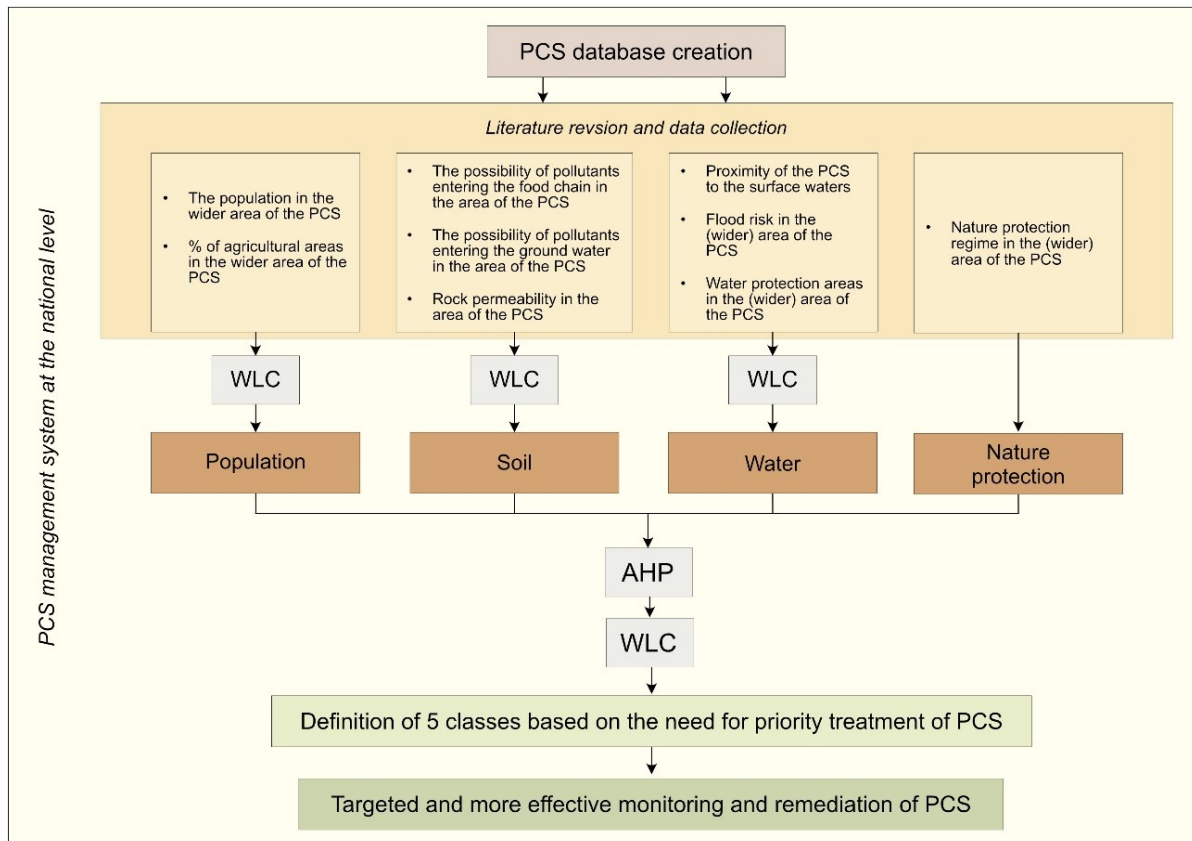 PCS management system at the national level
PCS database creation
Literature revsion and data collection
• The population in the
wider area of the PCS
• % of agricultural areas
in the wider area of the
PCS
• The possibility of pollutants
entering the food chain in
the area of the PCS
• The possibility of pollutants
entering the ground water
in the area of the PCS
• Rock permeability in the
area of the PCS
• Proximity of the PCS
to the surface waters
• Flood risk in the
(wider) area of the
PCS
• Water protection areas
in the (wider) area of
the PCS
• Nature protection
regime in the (wider)
area of the PCS
WLC
WLC
WLC
Population
Soil
Water
Nature
protection
AHP
WLC
Definition of 5 classes based on the need for priority treatment of PCS
Targeted and more effective monitoring and remediation of PCS